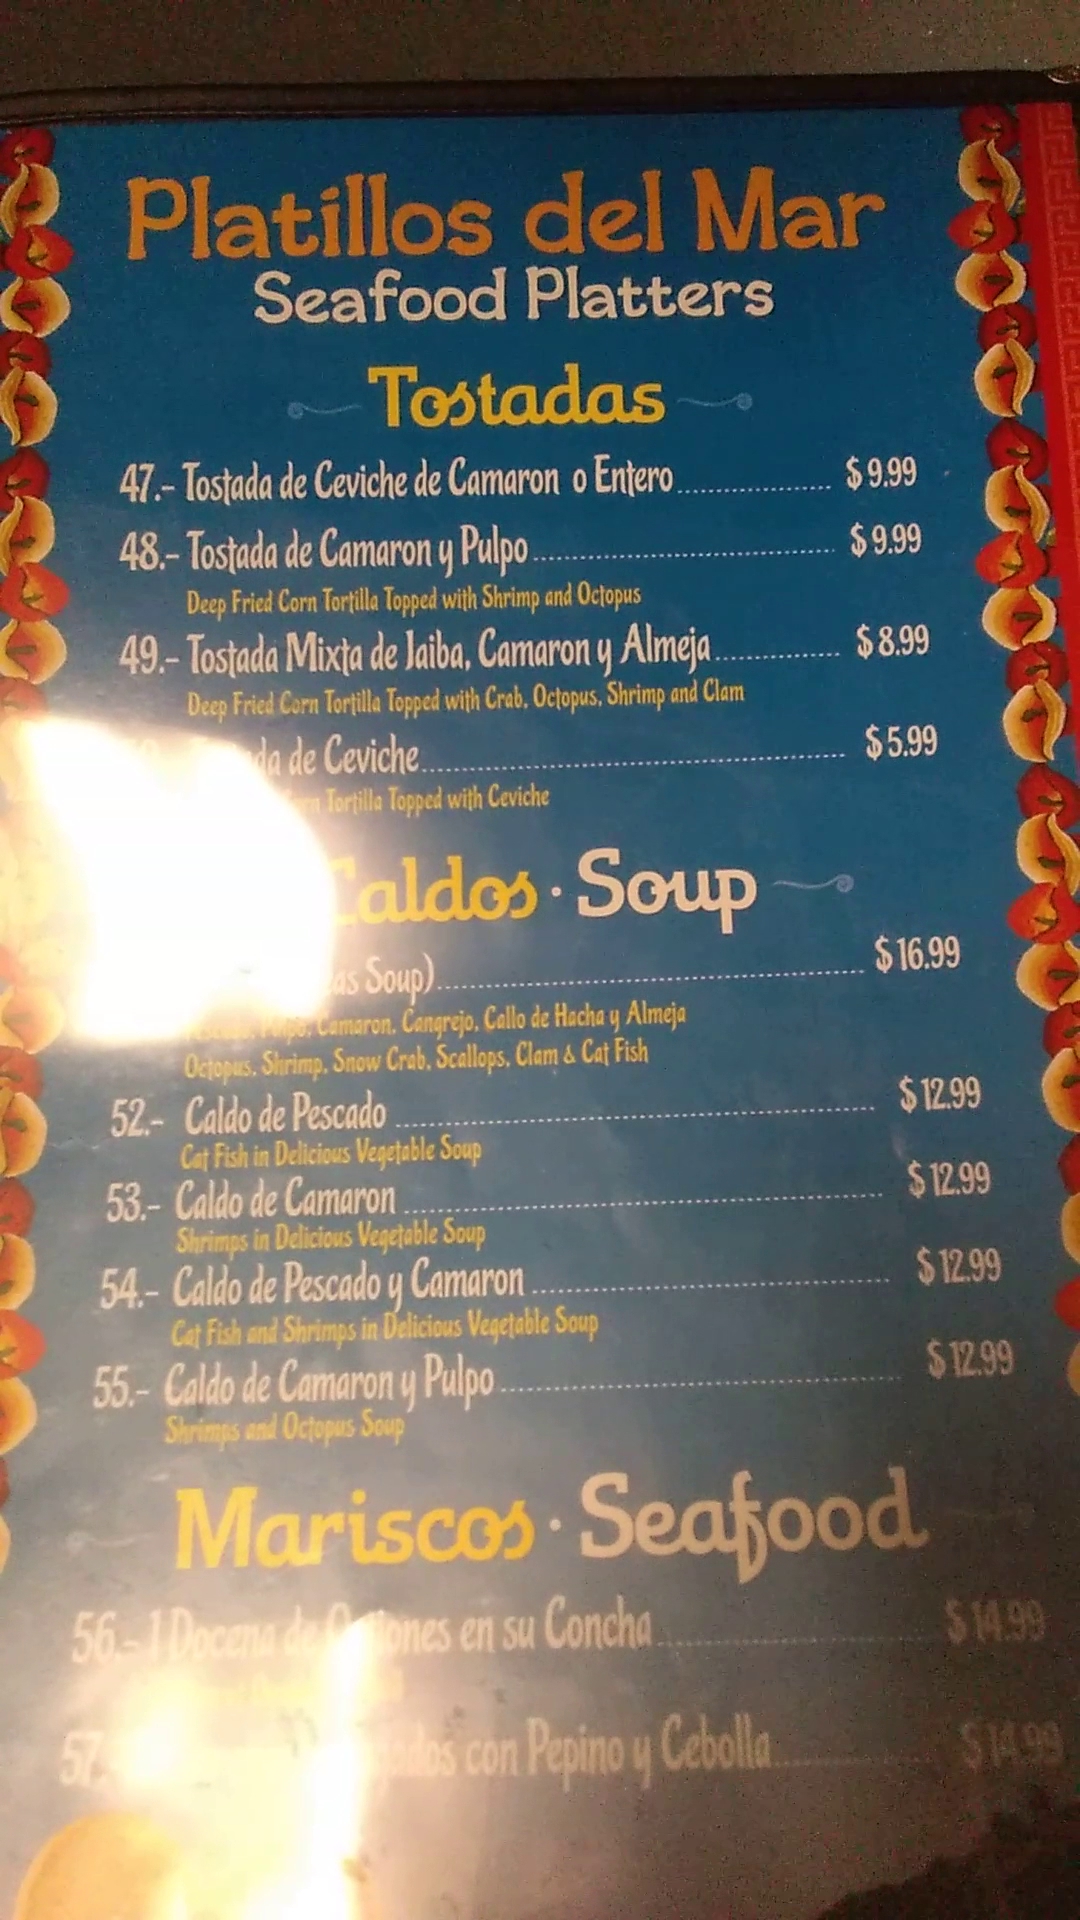 Platillos del Mar
Seafood Platters
Tostadas
47.- Tostada de Ceviche de Camaron o Entero $9.99
48.- Tostada de Camaron y Pulpo $9.99
Deep Fried Corn Tortilla Topped with Shrimp and Octopus
49.- Tostada Mixta de Jaiba, Camaron y Almeja $8.99
Deep Fried Corn Tortilla Topped with Crab, Octopus, Shrimp and Clam
de Ceviche $5.99
Tortilla Topped with Ceviche
Caldos · Soup
Soup) $16.99
Camaron, Cangrejo, Callo de Hacha y Almeja
Octopus, Shrimp, Snow Crab, Scallops, Clam & Cat Fish
52.- Caldo de Pescado $12.99
Cat Fish in Delicious Vegetable Soup
53.- Caldo de Camaron $12.99
Shrimps in Delicious Vegetable Soup
54.- Caldo de Pescado y Camaron $12.99
Cat Fish and Shrimps in Delicious Vegetable Soup
55.- Caldo de Camaron y Pulpo $12.99
Shrimps and Octopus Soup
Mariscos · Seafood
56.- 1 Docena de en su Concha $14.99
57. con Pepino y Cebolla $14.99